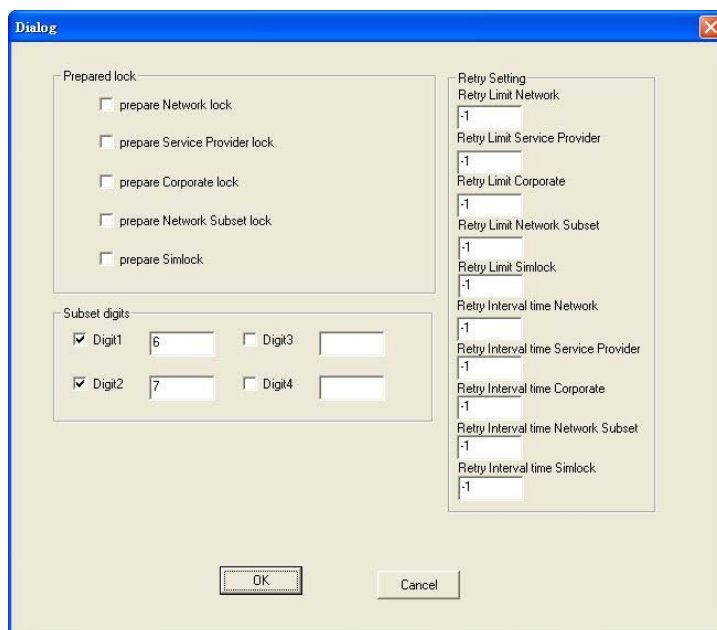 Dialog
Prepared lock
prepare Network lock
prepare Service Provider lock
prepare Corporate lock
prepare Network Subset lock
prepare Simlock
Subset digits
Digit1 6 Digit3
Digit2 7 Digit4
Retry Setting
Retry Limit Network
-1
Retry Limit Service Provider
-1
Retry Limit Corporate
-1
Retry Limit Network Subset
-1
Retry Limit Simlock
-1
Retry Interval time Network
-1
Retry Interval time Service Provider
-1
Retry Interval time Corporate
-1
Retry Interval time Network Subset
-1
Retry Interval time Simlock
-1
OK Cancel